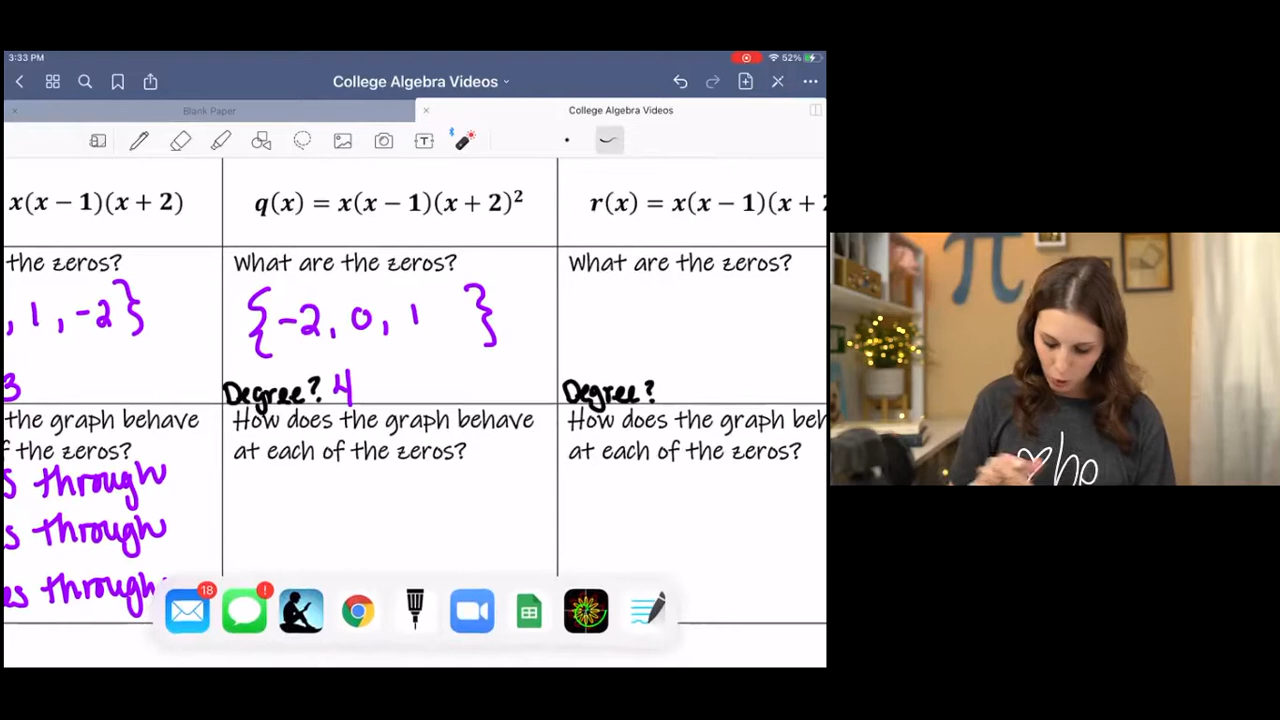 3:33 PM
52%
College Algebra Videos
Blank Paper
College Algebra Videos
T
x(x − 1)(x + 2)
q(x) = x(x − 1)(x + 2)²
r(x) = x(x − 1)(x +
the zeros?
, 1, -2}
3
What are the zeros?
{-2, 0, 1 }
Degree? 4
What are the zeros?
Degree?
the graph behave
f the zeros?
s through
s through
es through
How does the graph behave
at each of the zeros?
How does the graph beh
at each of the zeros?
18
!
be